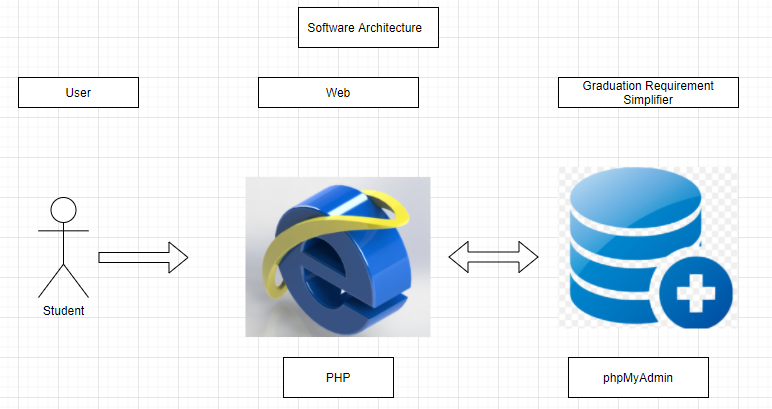 Software Architecture
User
Web
Graduation Requirement
Simplifier
Student
PHP
phpMyAdmin